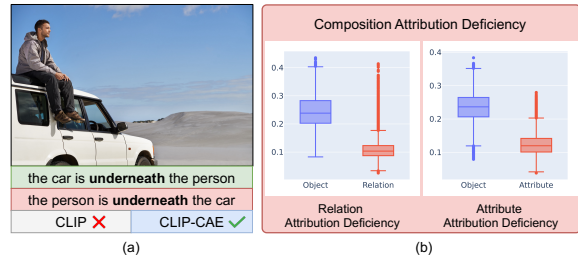 the car is underneath the person
the person is underneath the car
CLIP ❌ CLIP-CAE ✓
(a)
Composition Attribution Deficiency
0.4
0.3
0.2
0.1
Object Relation
Relation
Attribution Deficiency
0.4
0.3
0.2
0.1
Object Attribute
Attribute
Attribution Deficiency
(b)